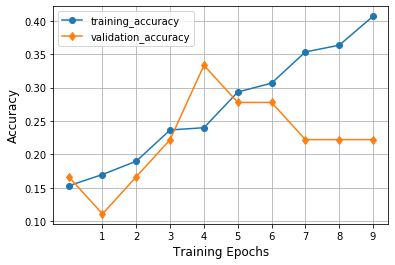 training_accuracy
validation_accuracy
Accuracy
0.40
0.35
0.30
0.25
0.20
0.15
0.10
1 2 3 4 5 6 7 8 9
Training Epochs